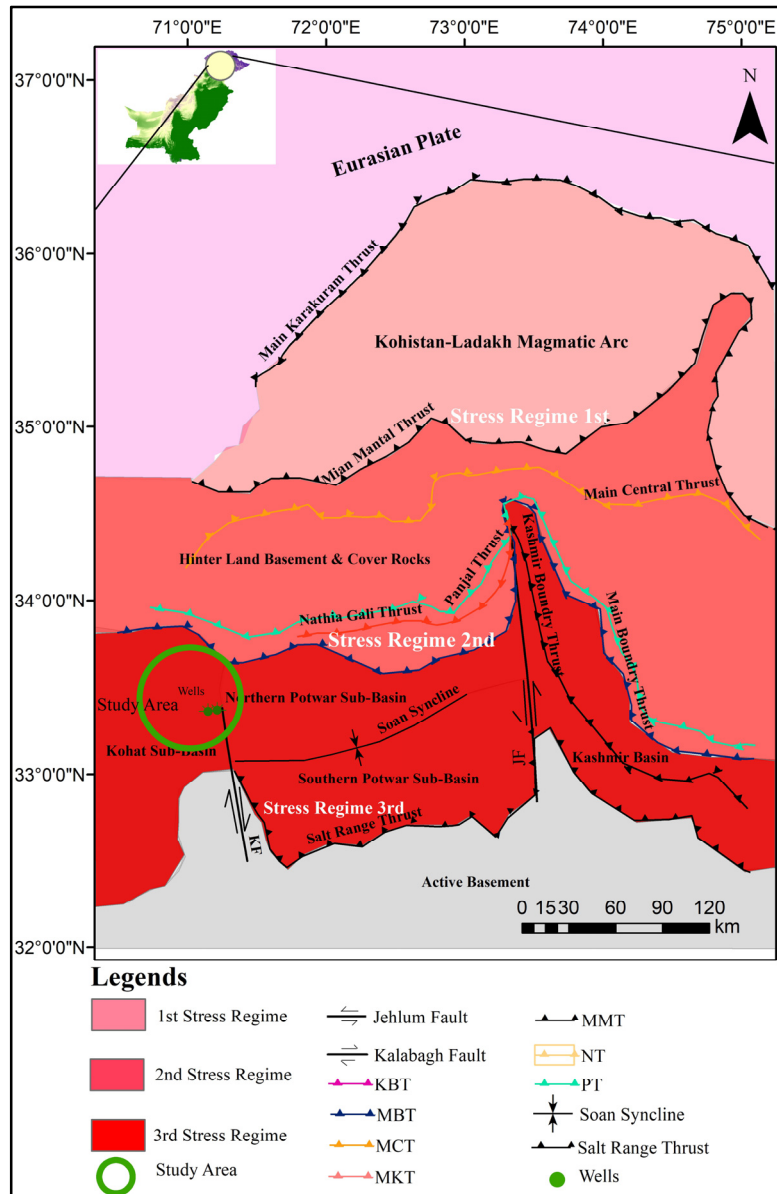 71°0'0"E 72°0'0"E 73°0'0"E 74°0'0"E 75°0'0"E
37°0'0"N
N
Eurasian Plate
36°0'0"N
Main Karakuram Thrust
Kohistan-Ladakh Magmatic Arc
35°0'0"N
Stress Regime 1st
Mian Mantal Thrust
Main Central Thrust
Hinter Land Basement & Cover Rocks
Panjal Thrust
Kashmir Boundry Thrust
34°0'0"N
Nathia Gali Thrust
Main Boundry Thrust
Stress Regime 2nd
Wells
Study Area
Northern Potwar Sub-Basin
Soan Syncline
Kohat Sub-Basin
JF
33°0'0"N
Southern Potwar Sub-Basin
Kashmir Basin
Stress Regime 3rd
Salt Range Thrust
KF
Active Basement
0 15 30 60 90 120
km
32°0'0"N
Legends
1st Stress Regime
2nd Stress Regime
3rd Stress Regime
Study Area
Jehlum Fault
Kalabagh Fault
KBT
MBT
MCT
MKT
MMT
NT
PT
Soan Syncline
Salt Range Thrust
Wells